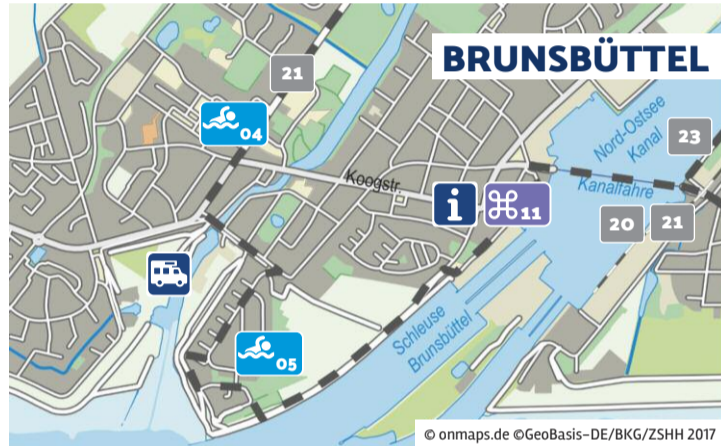 BRUNSBÜTTEL
21
04
Nord-Ostsee
Kanal
23
Koogstr.
Kanalfähre
i
⌘11
20
21
05
Schleuse
Brunsbüttel
© onmaps.de ©GeoBasis-DE/BKG/ZSHH 2017